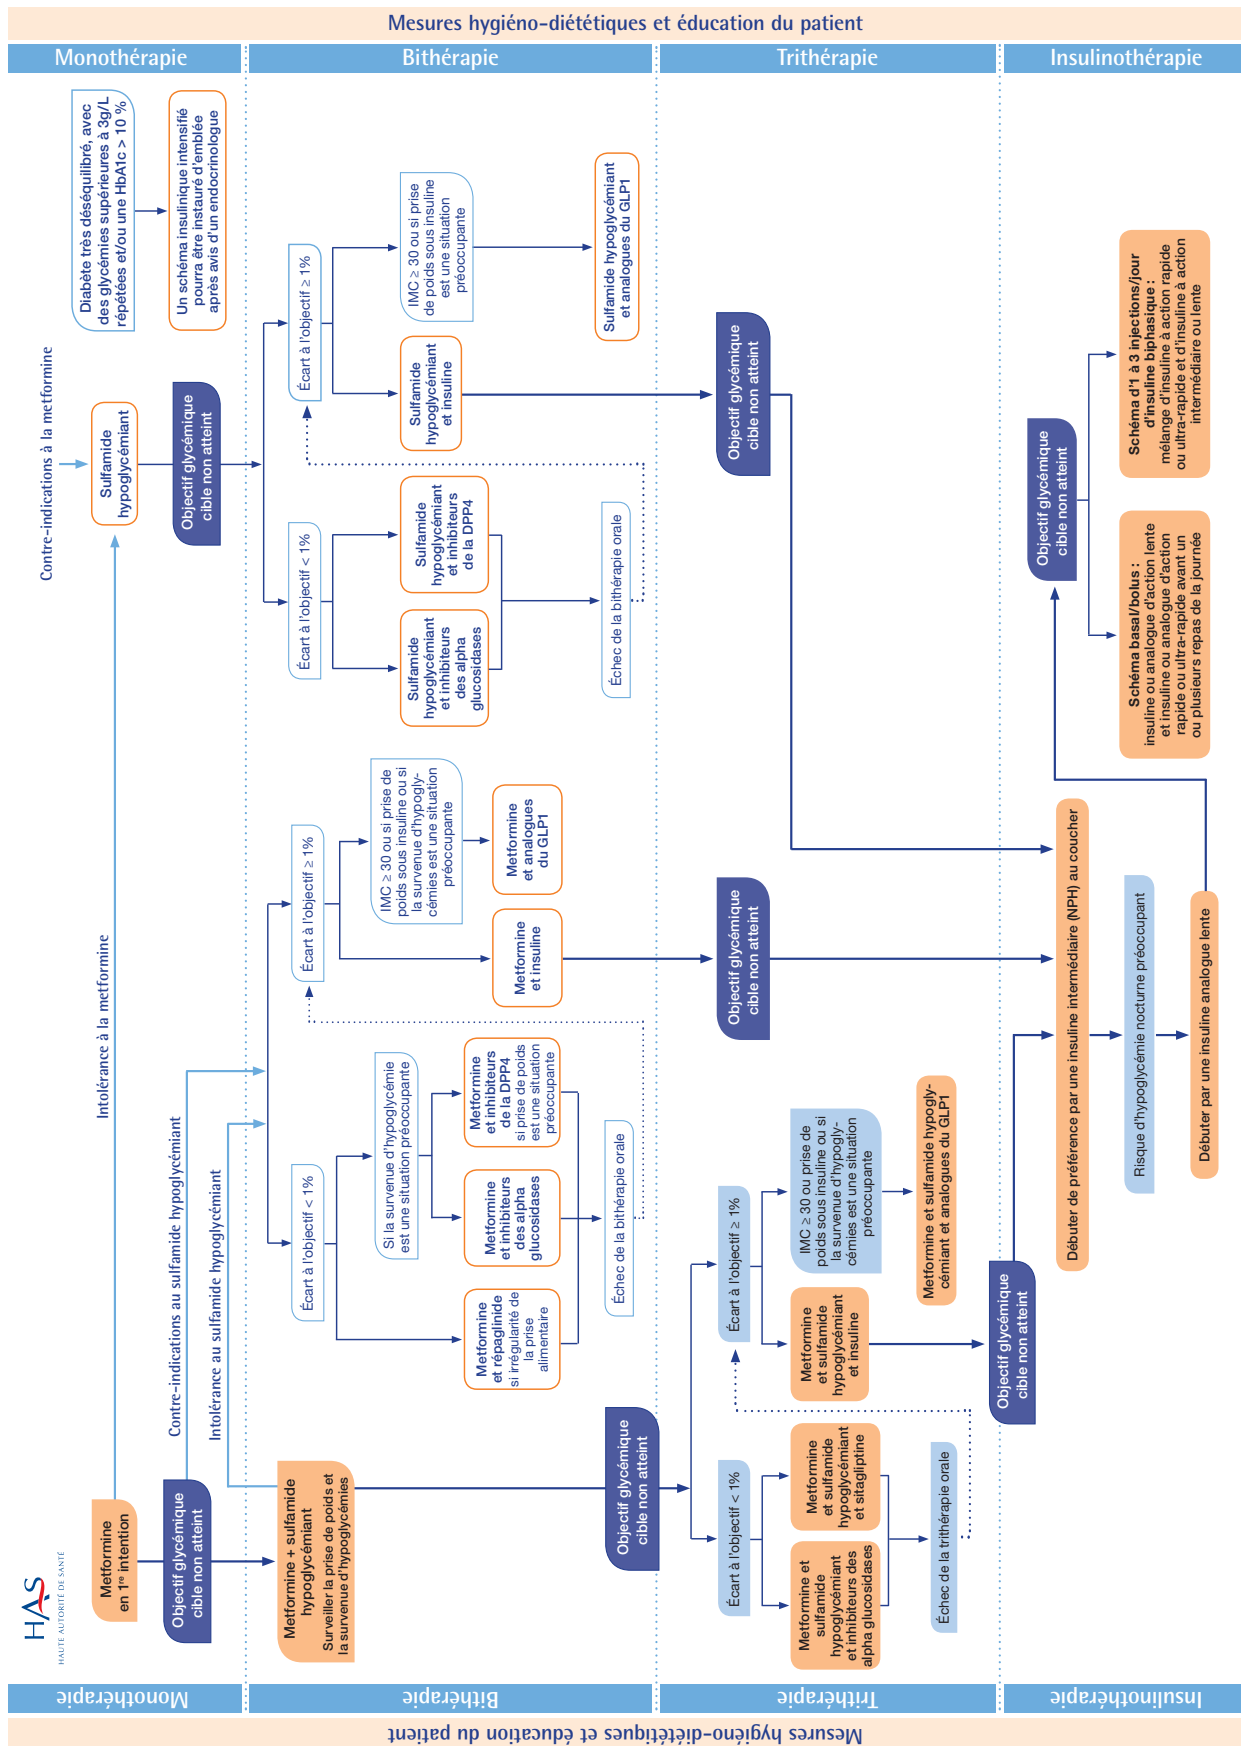 Mesures hygiéno-diététiques et éducation du patient
Monothérapie
Bithérapie
Trithérapie
Insulinothérapie
HAS
HAUTE AUTORITÉ DE SANTÉ
Metformine
en 1re intention
Objectif glycémique
cible non atteint
Intolérance à la metformine
Contre-indications à la metformine
Sulfamide
hypoglycémiant
Objectif glycémique
cible non atteint
Diabète très déséquilibré, avec
des glycémies supérieures à 3g/L
répétées et/ou une HbA1c > 10 %
Un schéma insulinique intensifié
pourra être instauré d'emblée
après avis d'un endocrinologue
Contre-indications au sulfamide hypoglycémiant
Intolérance au sulfamide hypoglycémiant
Metformine + sulfamide
hypoglycémiant
Surveiller la prise de poids et
la survenue d'hypoglycémies
Écart à l'objectif < 1%
Si la survenue d'hypoglycémie
est une situation préoccupante
Metformine
et répaglinide
si irrégularité de
la prise
alimentaire
Metformine
et inhibiteurs
des alpha
glucosidases
Metformine
et inhibiteurs
de la DPP4
si prise de poids
est une situation
préoccupante
Échec de la bithérapie orale
Écart à l'objectif ≥ 1%
IMC ≥ 30 ou si prise de
poids sous insuline ou si
la survenue d'hypogly-
cémies est une situation
préoccupante
Metformine
et insuline
Metformine
et analogues
du GLP1
Écart à l'objectif < 1%
Sulfamide
hypoglycémiant
et inhibiteurs
des alpha
glucosidases
Sulfamide
hypoglycémiant
et inhibiteurs
de la DPP4
Échec de la bithérapie orale
Écart à l'objectif ≥ 1%
Sulfamide
hypoglycémiant
et insuline
IMC ≥ 30 ou si prise
de poids sous insuline
est une situation
préoccupante
Sulfamide hypoglycémiant
et analogues du GLP1
Objectif glycémique
cible non atteint
Écart à l'objectif < 1%
Metformine et
sulfamide
hypoglycémiant
et inhibiteurs des
alpha glucosidases
Metformine
et sulfamide
hypoglycémiant
et sitagliptine
Échec de la trithérapie orale
Écart à l'objectif ≥ 1%
Metformine
et sulfamide
hypoglycémiant
et insuline
IMC ≥ 30 ou prise de
poids sous insuline ou si
la survenue d'hypogly-
cémies est une situation
préoccupante
Metformine et sulfamide hypogly-
cémiant et analogues du GLP1
Objectif glycémique
cible non atteint
Objectif glycémique
cible non atteint
Objectif glycémique
cible non atteint
Débuter de préférence par une insuline intermédiaire (NPH) au coucher
Risque d'hypoglycémie nocturne préoccupant
Débuter par une insuline analogue lente
Objectif glycémique
cible non atteint
Schéma basal/bolus :
insuline ou analogue d'action lente
et insuline ou analogue d'action
rapide ou ultra-rapide avant un
ou plusieurs repas de la journée
Schéma d'1 à 3 injections/jour
d'insuline biphasique :
mélange d'insuline à action rapide
ou ultra-rapide et d'insuline à action
intermédiaire ou lente
Monothérapie
Bithérapie
Trithérapie
Insulinothérapie
Mesures hygiéno-diététiques et éducation du patient